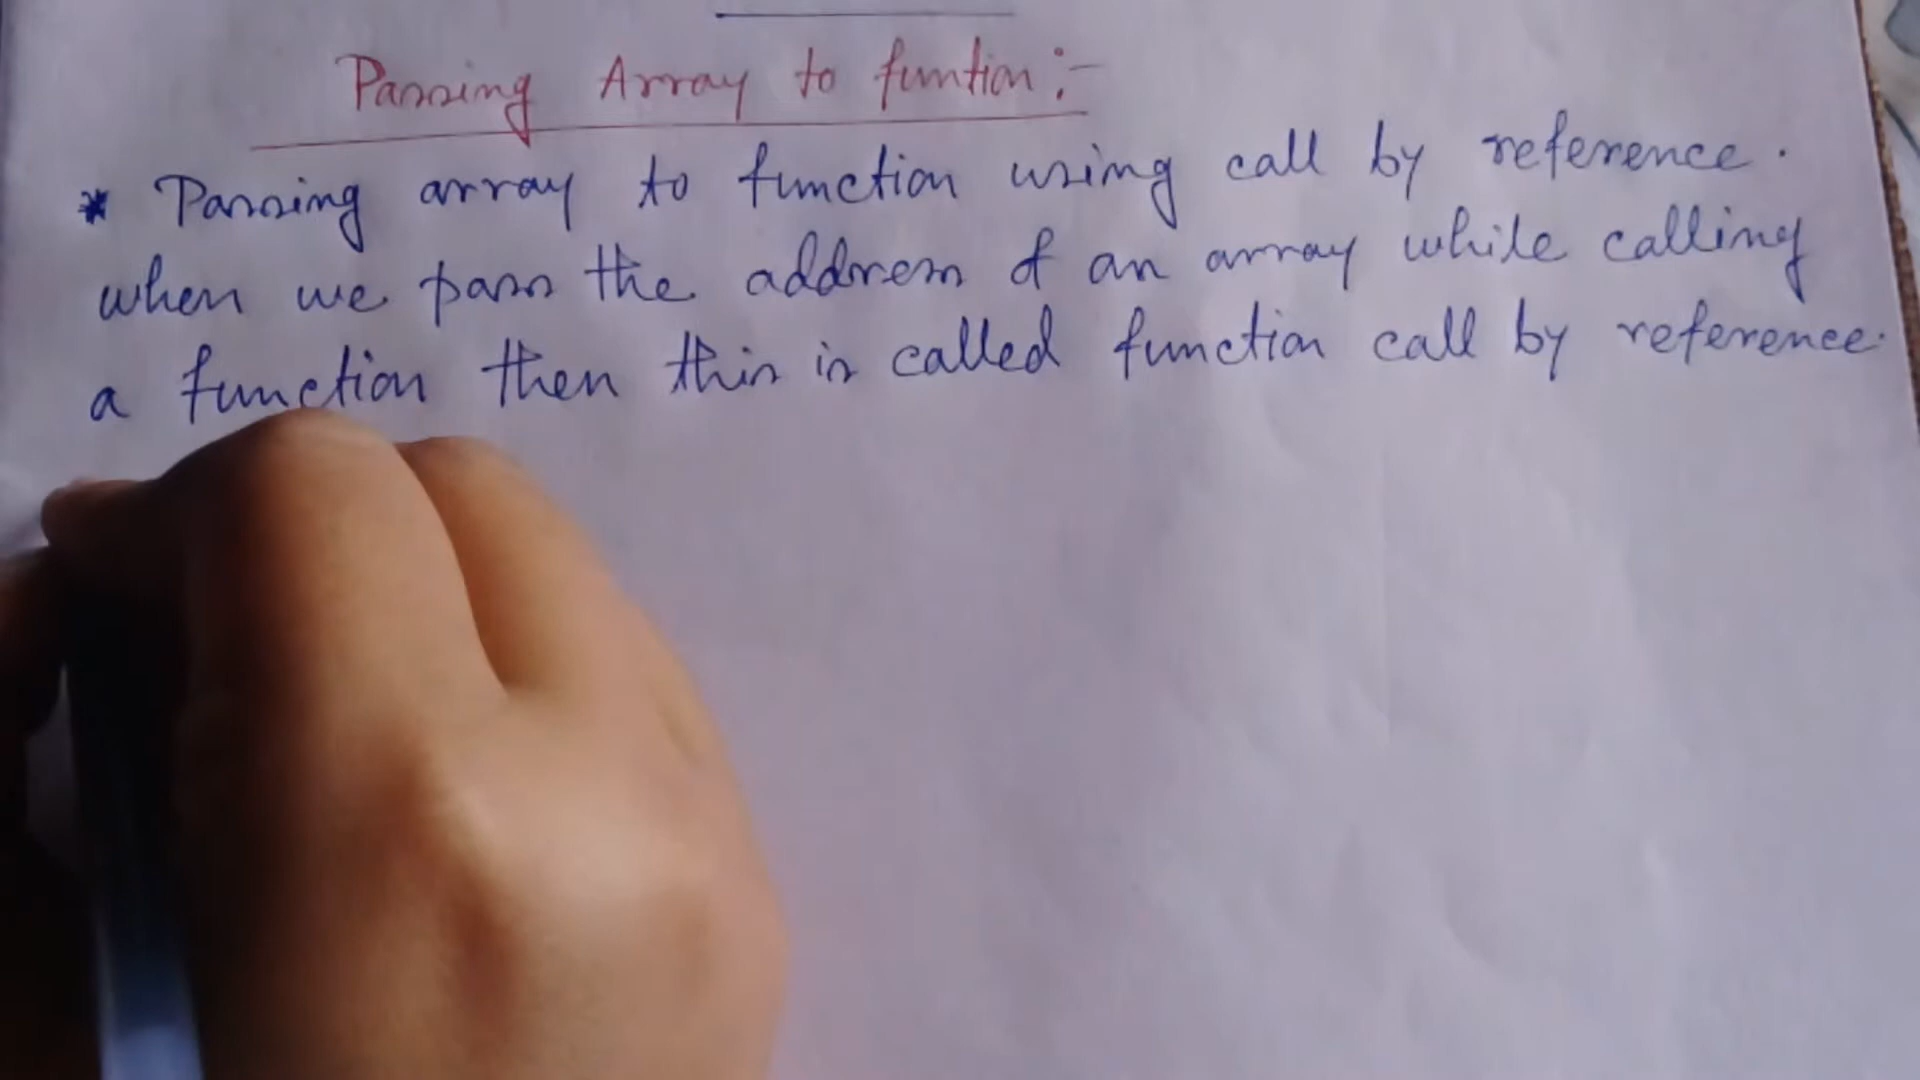 Passing Array to funtion :-
* Passing array to function using call by reference.
when we pass the address of an array while calling
a function then this is called function call by reference.